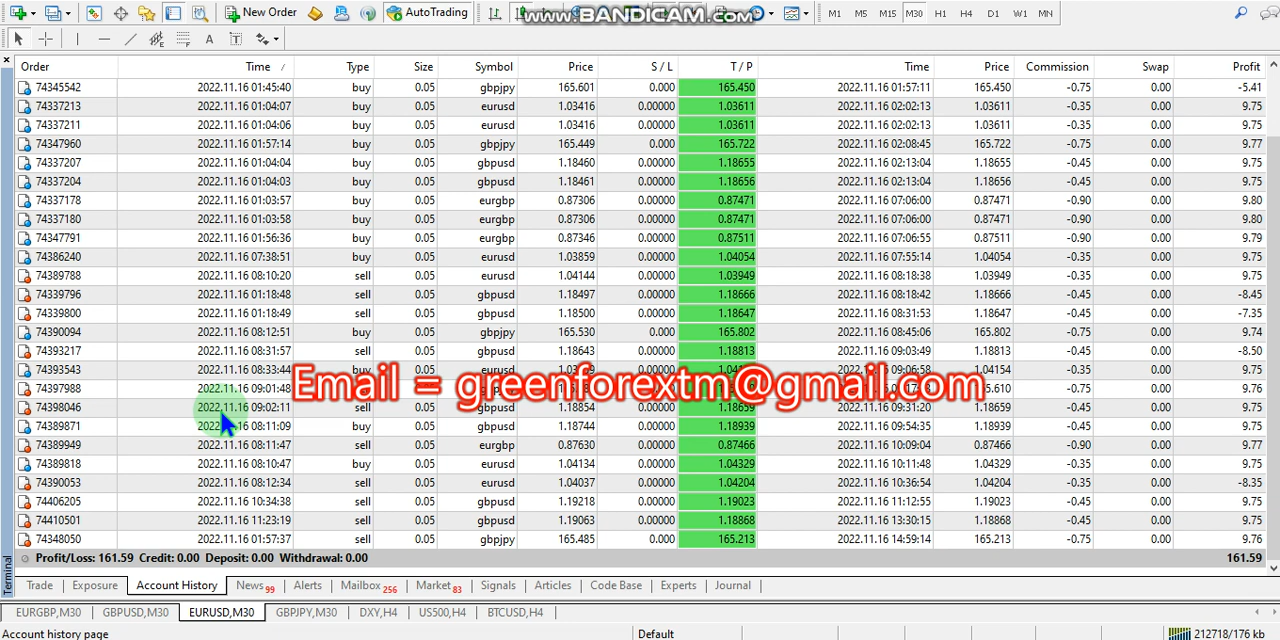 New Order AutoTrading www.BANDICAM.com M1 M5 M15 M30 H1 H4 D1 W1 MN
A T
Order Time / Type Size Symbol Price S / L T / P Time Price Commission Swap Profit
74345542 2022.11.16 01:45:40 buy 0.05 gbpjpy 165.601 0.000 165.450 2022.11.16 01:57:11 165.450 -0.75 0.00 -5.41
74337213 2022.11.16 01:04:07 buy 0.05 eurusd 1.03416 0.00000 1.03611 2022.11.16 02:02:13 1.03611 -0.35 0.00 9.75
74337211 2022.11.16 01:04:06 buy 0.05 eurusd 1.03416 0.00000 1.03611 2022.11.16 02:02:13 1.03611 -0.35 0.00 9.75
74347960 2022.11.16 01:57:14 buy 0.05 gbpjpy 165.449 0.000 165.722 2022.11.16 02:08:45 165.722 -0.75 0.00 9.77
74337207 2022.11.16 01:04:04 buy 0.05 gbpusd 1.18460 0.00000 1.18655 2022.11.16 02:13:04 1.18655 -0.45 0.00 9.75
74337204 2022.11.16 01:04:03 buy 0.05 gbpusd 1.18461 0.00000 1.18656 2022.11.16 02:13:04 1.18656 -0.45 0.00 9.75
74337178 2022.11.16 01:03:57 buy 0.05 eurgbp 0.87306 0.00000 0.87471 2022.11.16 07:06:00 0.87471 -0.90 0.00 9.80
74337180 2022.11.16 01:03:58 buy 0.05 eurgbp 0.87306 0.00000 0.87471 2022.11.16 07:06:00 0.87471 -0.90 0.00 9.80
74347791 2022.11.16 01:56:36 buy 0.05 eurgbp 0.87346 0.00000 0.87511 2022.11.16 07:06:55 0.87511 -0.90 0.00 9.79
74386240 2022.11.16 07:38:51 buy 0.05 eurusd 1.03859 0.00000 1.04054 2022.11.16 07:55:14 1.04054 -0.35 0.00 9.75
74389788 2022.11.16 08:10:20 sell 0.05 eurusd 1.04144 0.00000 1.03949 2022.11.16 08:18:38 1.03949 -0.35 0.00 9.75
74339796 2022.11.16 01:18:48 sell 0.05 gbpusd 1.18497 0.00000 1.18666 2022.11.16 08:18:42 1.18666 -0.45 0.00 -8.45
74339800 2022.11.16 01:18:49 sell 0.05 gbpusd 1.18500 0.00000 1.18647 2022.11.16 08:31:53 1.18647 -0.45 0.00 -7.35
74390094 2022.11.16 08:12:51 buy 0.05 gbpjpy 165.530 0.000 165.802 2022.11.16 08:45:06 165.802 -0.75 0.00 9.74
74393217 2022.11.16 08:31:57 sell 0.05 gbpusd 1.18643 0.00000 1.18813 2022.11.16 09:03:49 1.18813 -0.45 0.00 -8.50
74393543 2022.11.16 08:33:44 0.05 2022.11.16 1.04154 -0.35 0.00 9.75
Email = greenforextm@gmail.com
74397988 -0.75 0.00 9.76
74398046 2022.11.16 09:02:11 sell 0.05 gbpusd 1.18854 0.00000 1.18659 2022.11.16 09:31:20 1.18659 -0.45 0.00 9.75
74389871 08:11:09 buy 0.05 gbpusd 1.18744 0.00000 1.18939 2022.11.16 09:54:33 1.18939 -0.45 0.00 9.75
74389949 2022.11.16 08:11:47 sell 0.05 eurgbp 0.87630 0.00000 0.87466 2022.11.16 10:09:04 0.87466 -0.90 0.00 9.77
74389818 2022.11.16 08:10:47 buy 0.05 eurusd 1.04134 0.00000 1.04329 2022.11.16 10:11:48 1.04329 -0.35 0.00 9.75
74390053 2022.11.16 08:12:34 sell 0.05 eurusd 1.04037 0.00000 1.04204 2022.11.16 10:36:54 1.04204 -0.35 0.00 -8.35
74406205 2022.11.16 10:34:38 sell 0.05 gbpusd 1.19218 0.00000 1.19023 2022.11.16 11:12:55 1.19023 -0.45 0.00 9.75
74410501 2022.11.16 11:23:19 sell 0.05 gbpusd 1.19063 0.00000 1.18868 2022.11.16 13:30:15 1.18868 -0.45 0.00 9.75
74348050 2022.11.16 01:57:37 sell 0.05 gbpjpy 165.485 0.000 165.213 2022.11.16 14:59:14 165.213 -0.75 0.00 9.76
Profit/Loss: 161.59 Credit: 0.00 Deposit: 0.00 Withdrawal: 0.00 161.59
Terminal
Trade Exposure Account History News 99 Alerts Mailbox 256 Market 83 Signals Articles Code Base Experts Journal
EURGBP,M30 GBPUSD,M30 EURUSD,M30 GBPJPY,M30 DXY,H4 US500,H4 BTCUSD,H4
Account history page Default 212718/176 kb